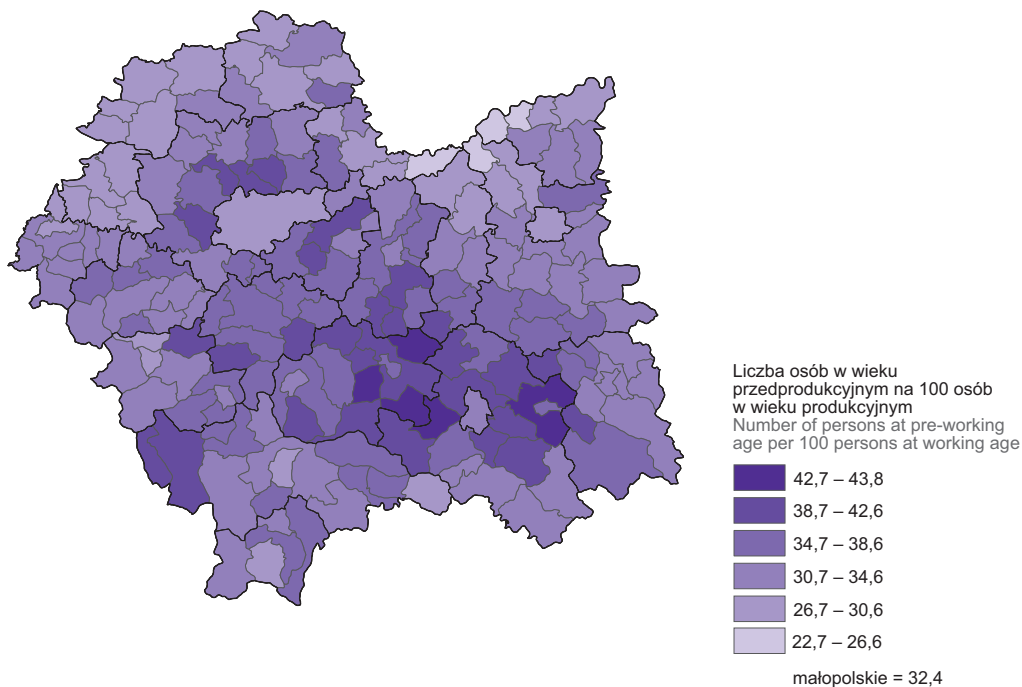 Liczba osób w wieku
przedprodukcyjnym na 100 osób
w wieku produkcyjnym
Number of persons at pre-working
age per 100 persons at working age
42,7 – 43,8
38,7 – 42,6
34,7 – 38,6
30,7 – 34,6
26,7 – 30,6
22,7 – 26,6
małopolskie = 32,4